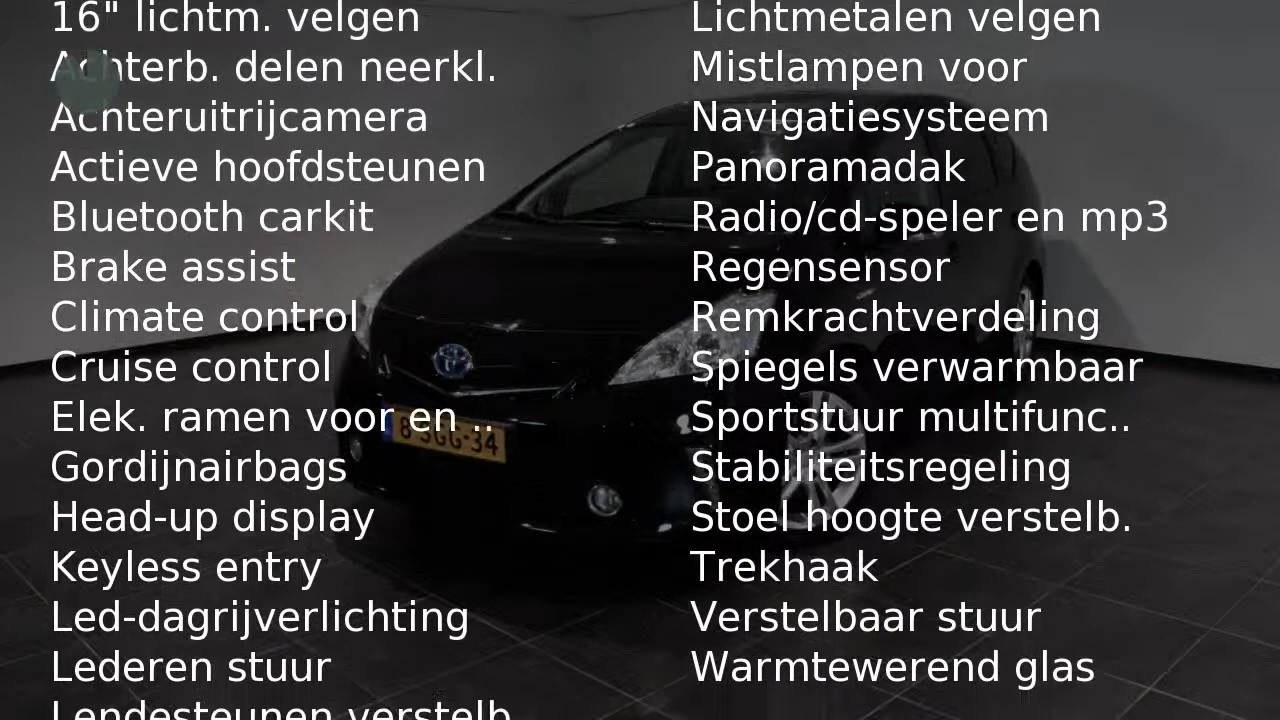 16" lichtm. velgen
Achterb. delen neerkl.
Achteruitrijcamera
Actieve hoofdsteunen
Bluetooth carkit
Brake assist
Climate control
Cruise control
Elek. ramen voor en ..
Gordijnairbags
Head-up display
Keyless entry
Led-dagrijverlichting
Lederen stuur
Lendesteunen verstelb.
Lichtmetalen velgen
Mistlampen voor
Navigatiesysteem
Panoramadak
Radio/cd-speler en mp3
Regensensor
Remkrachtverdeling
Spiegels verwarmbaar
Sportstuur multifunc..
Stabiliteitsregeling
Stoel hoogte verstelb.
Trekhaak
Verstelbaar stuur
Warmtewerend glas